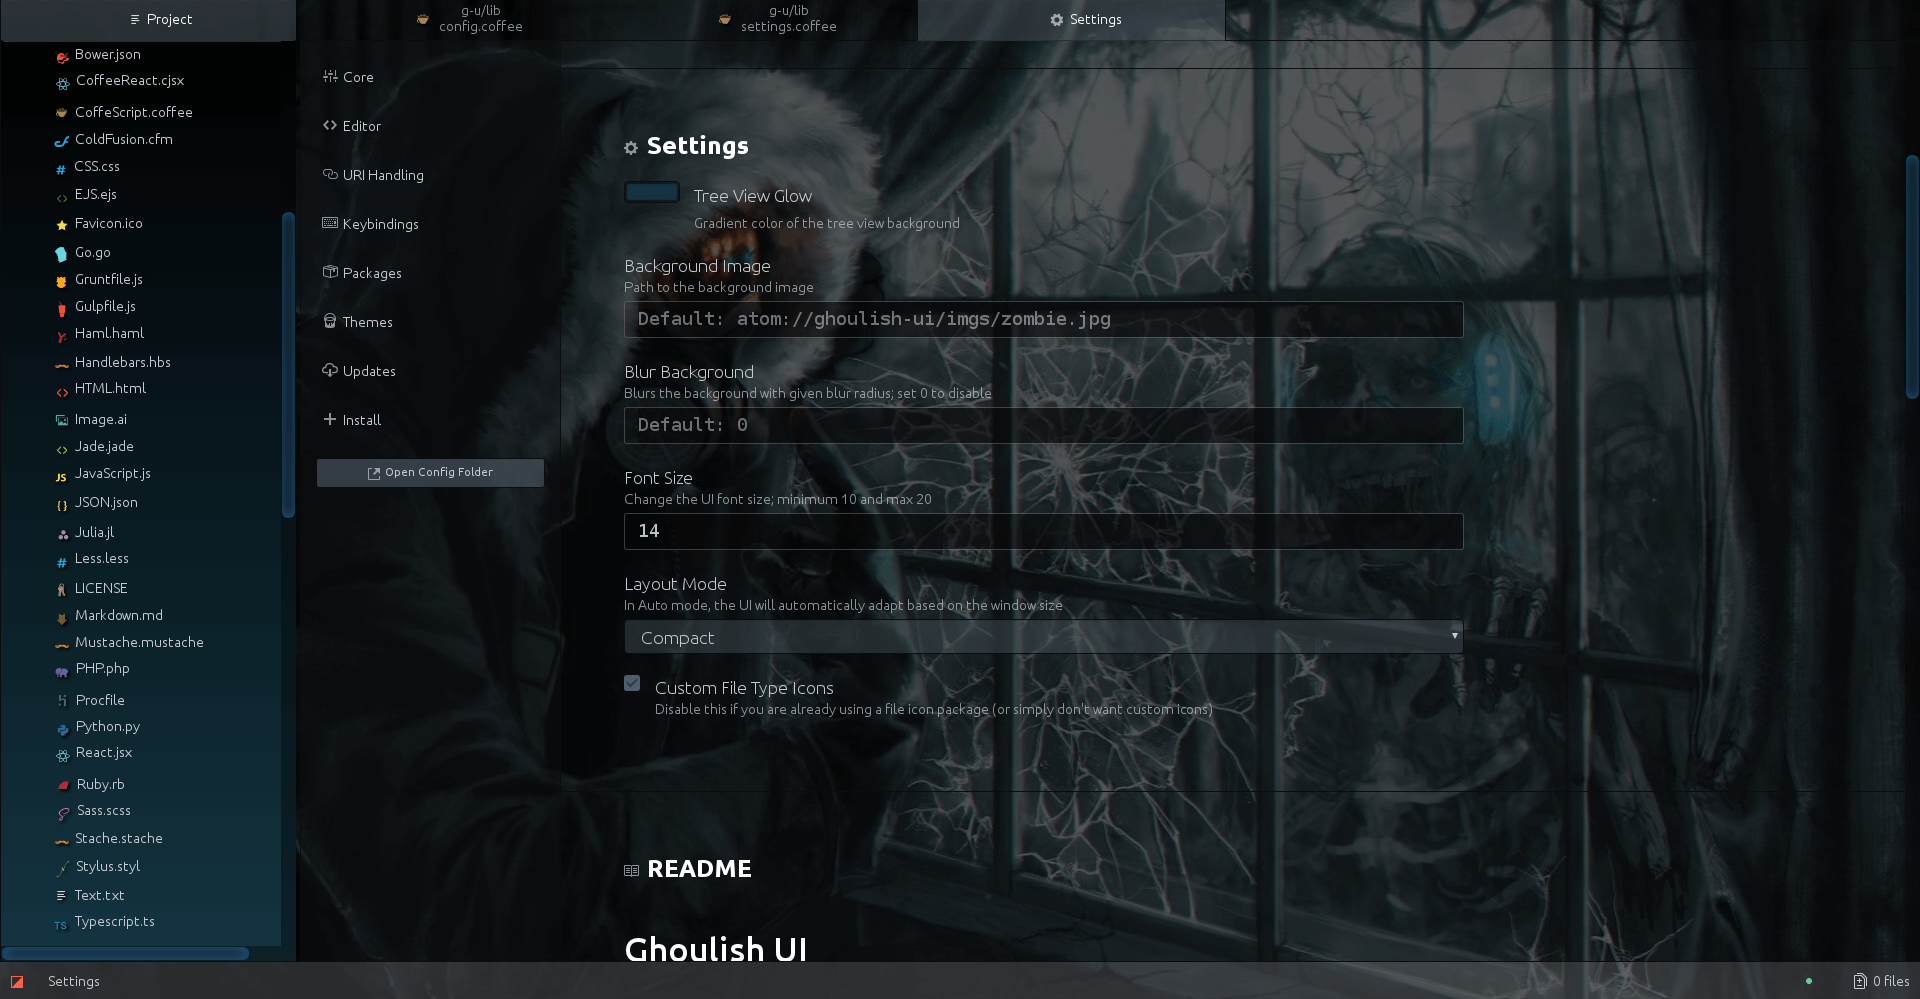 Project
g-u/lib
config.coffee
g-u/lib
settings.coffee
Settings
Bower.json
CoffeeReact.cjsx
CoffeScript.coffee
ColdFusion.cfm
CSS.css
EJS.ejs
Favicon.ico
Go.go
Gruntfile.js
Gulpfile.js
Haml.haml
Handlebars.hbs
HTML.html
Image.ai
Jade.jade
JavaScript.js
JSON.json
Julia.jl
Less.less
LICENSE
Markdown.md
Mustache.mustache
PHP.php
Procfile
Python.py
React.jsx
Ruby.rb
Sass.scss
Stache.stache
Stylus.styl
Text.txt
Typescript.ts
Core
Editor
URI Handling
Keybindings
Packages
Themes
Updates
Install
Open Config Folder
Settings
Tree View Glow
Gradient color of the tree view background
Background Image
Path to the background image
Default: atom://ghoulish-ui/imgs/zombie.jpg
Blur Background
Blurs the background with given blur radius; set 0 to disable
Default: 0
Font Size
Change the UI font size; minimum 10 and max 20
14
Layout Mode
In Auto mode, the UI will automatically adapt based on the window size
Compact
Custom File Type Icons
Disable this if you are already using a file icon package (or simply don't want custom icons)
README
Ghoulish UI
Settings
0 files